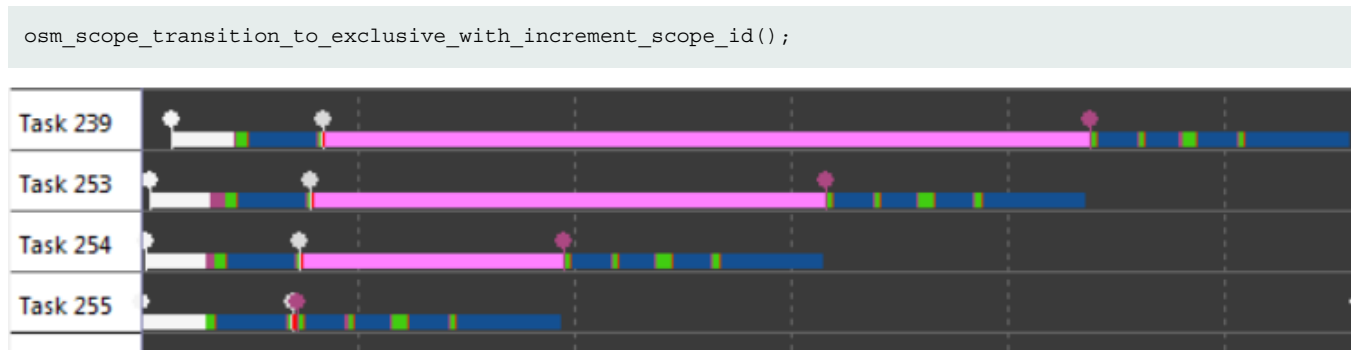 osm_scope_transition_to_exclusive_with_increment_scope_id();
Task 239
Task 253
Task 254
Task 255